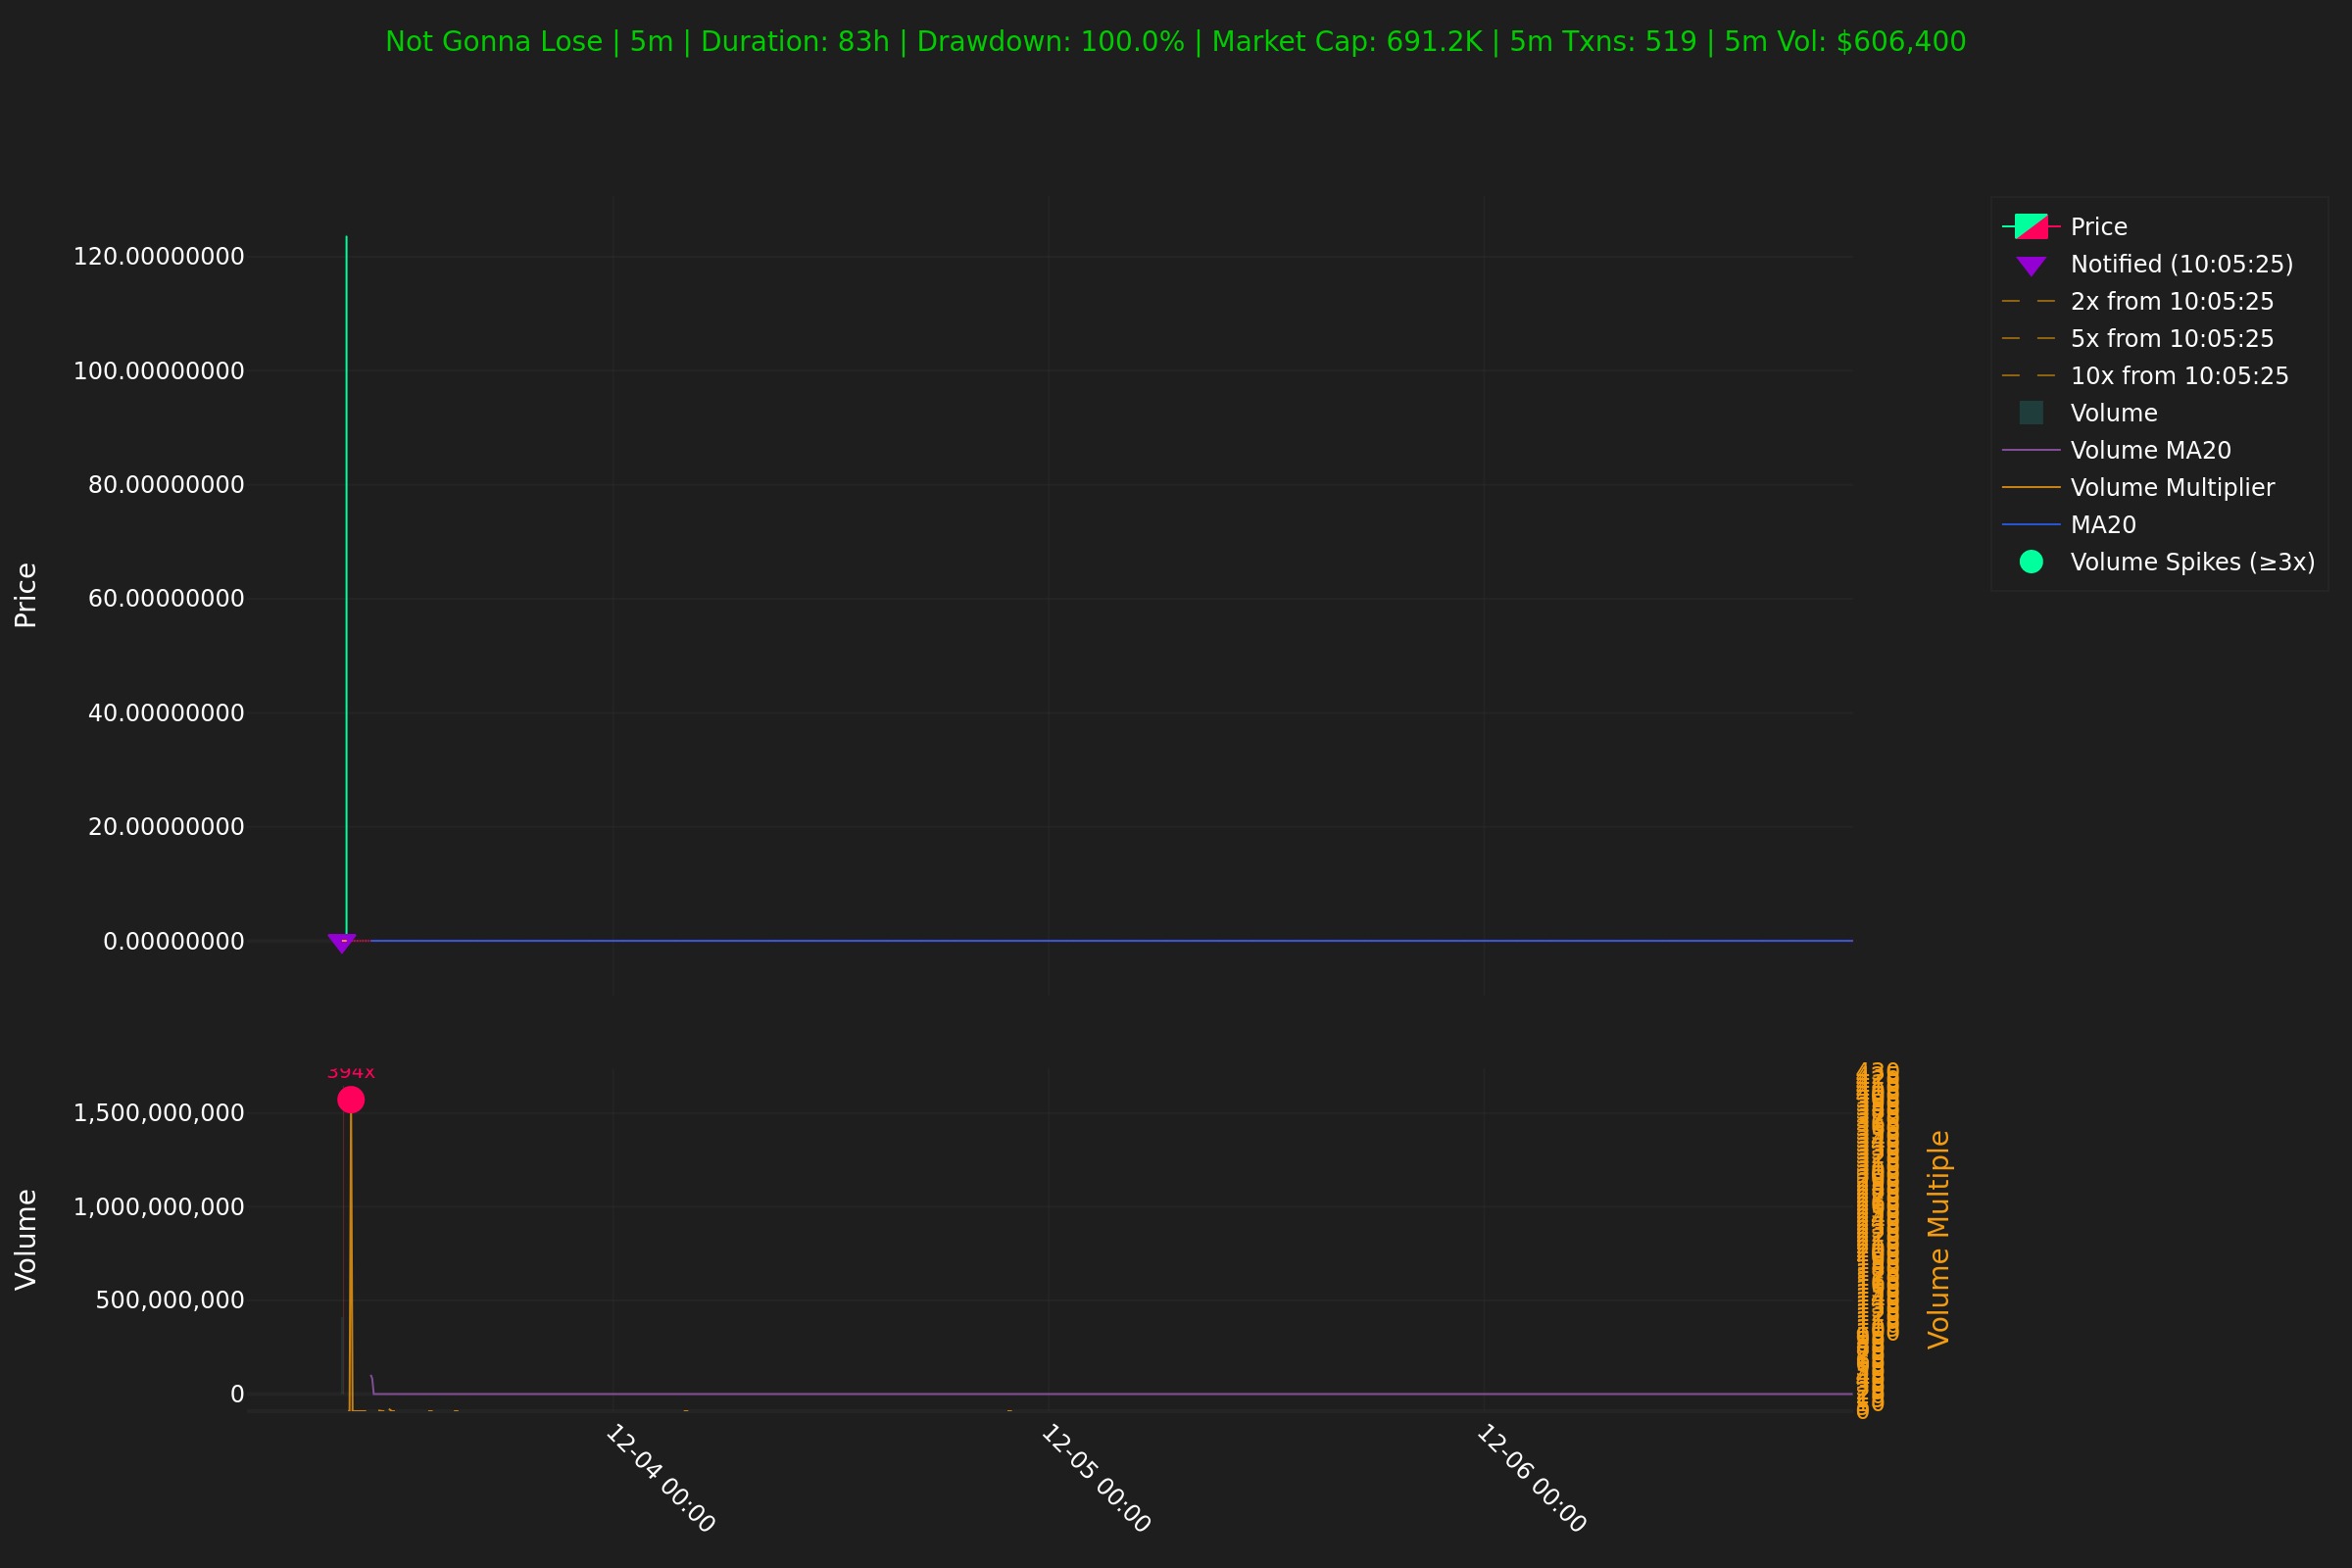 Not Gonna Lose | 5m | Duration: 83h | Drawdown: 100.0% | Market Cap: 691.2K | 5m Txns: 519 | 5m Vol: $606,400
Price
120.00000000
100.00000000
80.00000000
60.00000000
40.00000000
20.00000000
0.00000000
Price
Notified (10:05:25)
2x from 10:05:25
5x from 10:05:25
10x from 10:05:25
Volume
Volume MA20
Volume Multiplier
MA20
Volume Spikes (≥3x)
394x
Volume
1,500,000,000
1,000,000,000
500,000,000
0
Volume Multiple
12-04 00:00
12-05 00:00
12-06 00:00